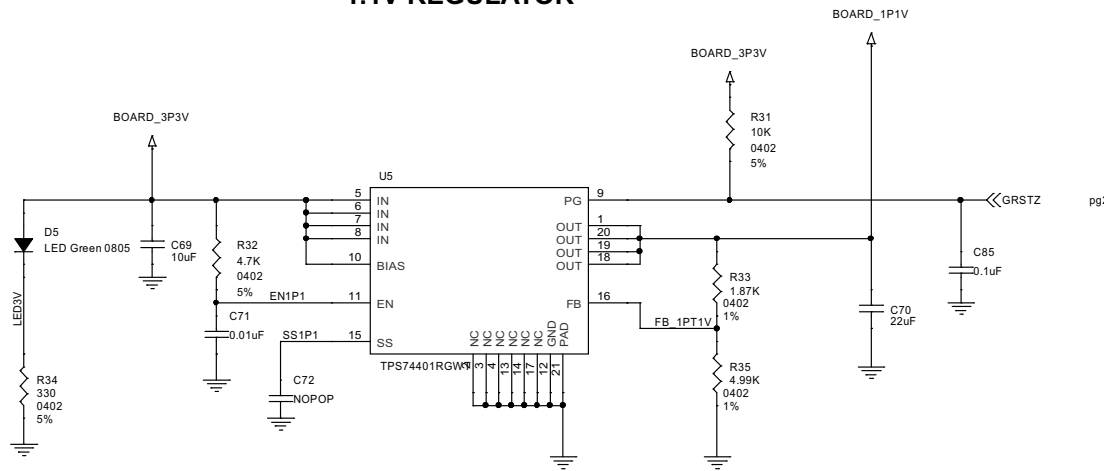 1.1V REGULATOR
BOARD_1P1V
BOARD_3P3V
BOARD_3P3V
R31
10K
0402
5%
U5
5
6
7
8
10
11
15
IN
IN
IN
IN
BIAS
EN
SS
PG
OUT
OUT
OUT
OUT
FB
9
1
20
19
18
16
GRSTZ
pg2
D5
LED Green 0805
C69
10uF
R32
4.7K
0402
5%
EN1P1
C71
0.01uF
SS1P1
C72
NOPOP
LED3V
R34
330
0402
5%
TPS74401RGW
NC
NC
NC
NC
NC
NC
GND
PAD
3
4
13
14
17
12
21
R33
1.87K
0402
1%
FB_1PT1V
R35
4.99K
0402
1%
C70
22uF
C85
0.1uF